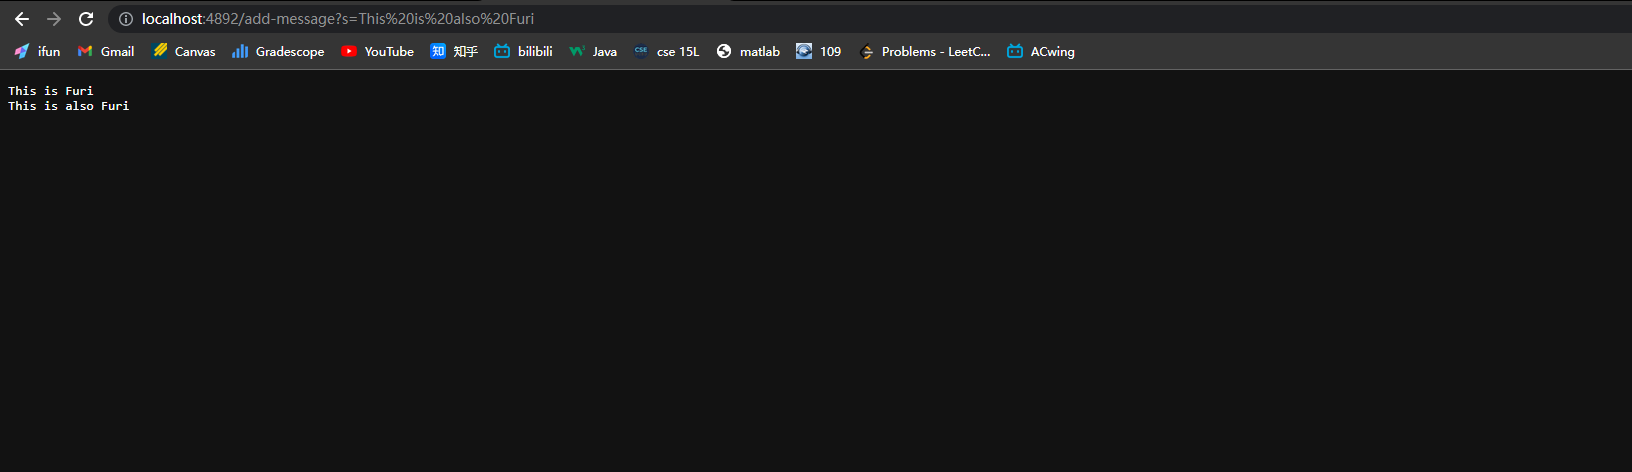 localhost:4892/add-message?s=This%20is%20also%20Furi
ifun Gmail Canvas Gradescope YouTube 知 知乎 bilibili Java CSE cse 15L matlab 109 Problems - LeetC... ACwing
This is Furi
This is also Furi